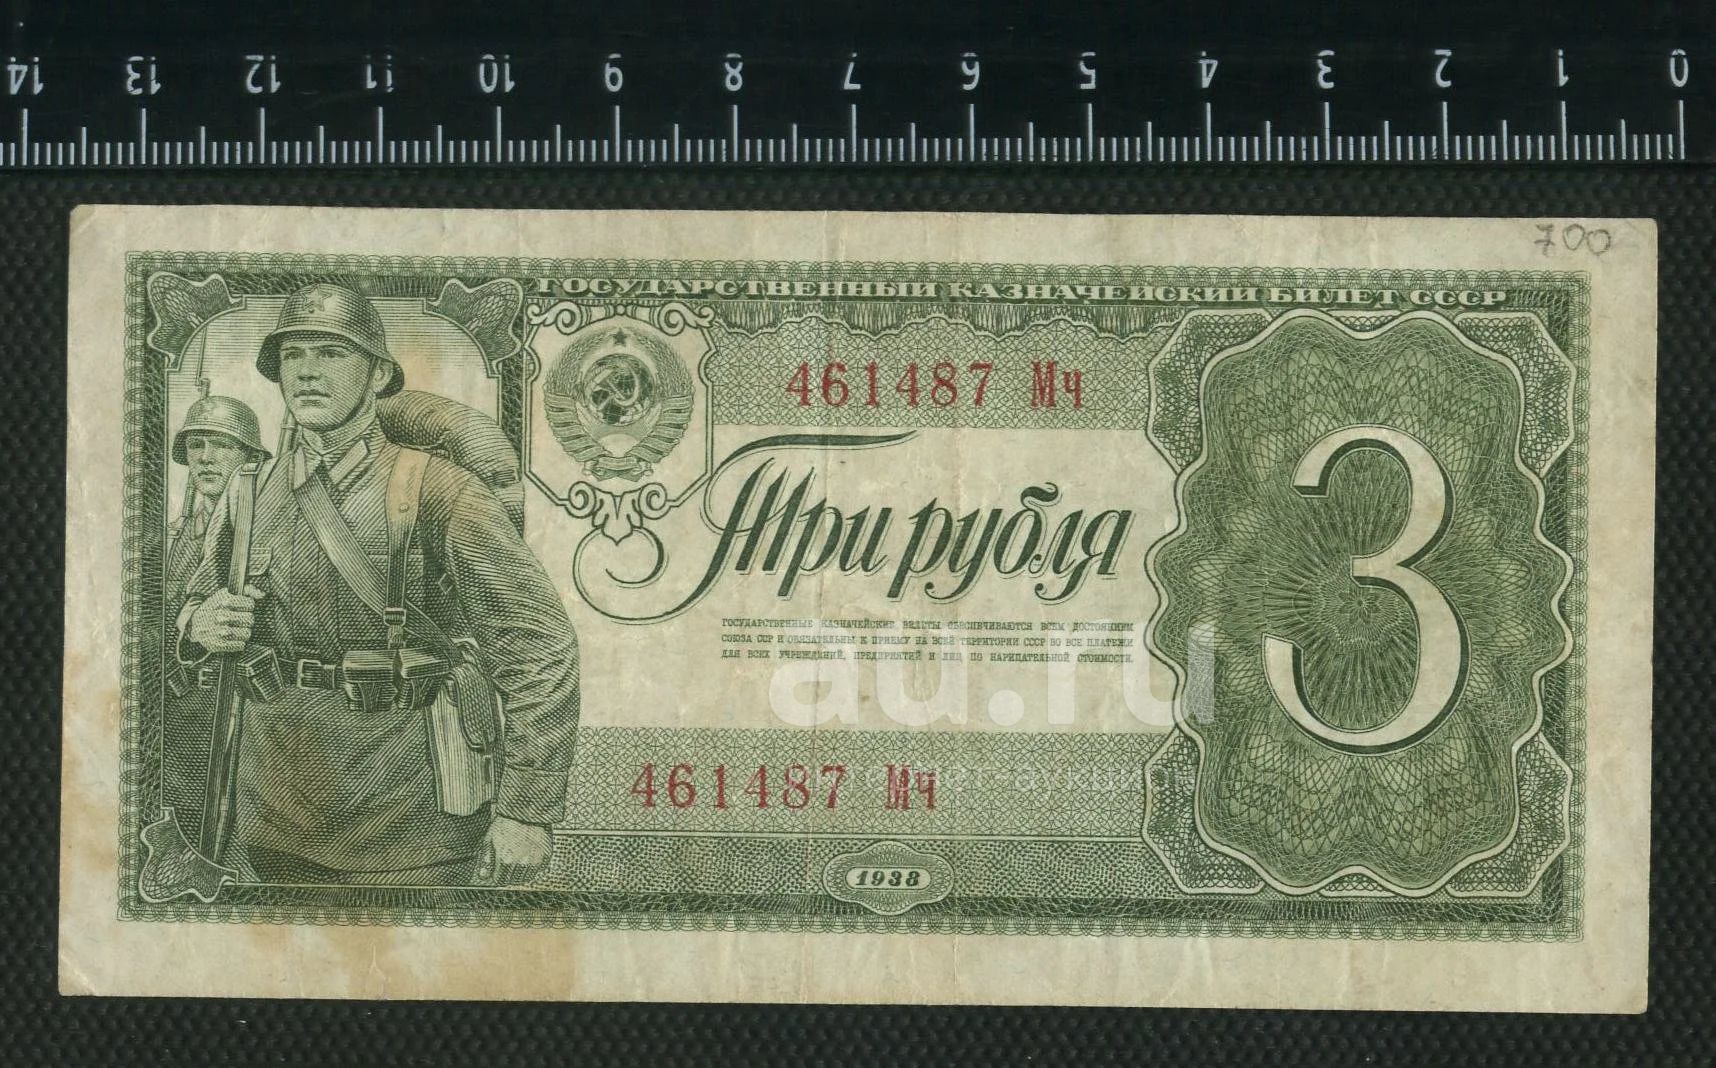 14 13 12 11 10 9 8 7 6 5 4 3 2 1 0
700
ГОСУДАРСТВЕННЫЙ КАЗНАЧЕЙСКИЙ БИЛЕТ СССР
461487 Мч
Три рубля
3
ГОСУДАРСТВЕННЫЕ КАЗНАЧЕЙСКИЕ БИЛЕТЫ ОБЕСПЕЧИВАЮТСЯ ВСЕМ ДОСТОЯНИЕМ
СОЮЗА ССР И ОБЯЗАТЕЛЬНЫ К ПРИЕМУ НА ВСЕЙ ТЕРРИТОРИИ СССР ВО ВСЕ ПЛАТЕЖИ
ДЛЯ ВСЕХ УЧРЕЖДЕНИЙ, ПРЕДПРИЯТИЙ И ЛИЦ ПО НАРИЦАТЕЛЬНОЙ СТОИМОСТИ.
au.ru
461487 Мч
1938